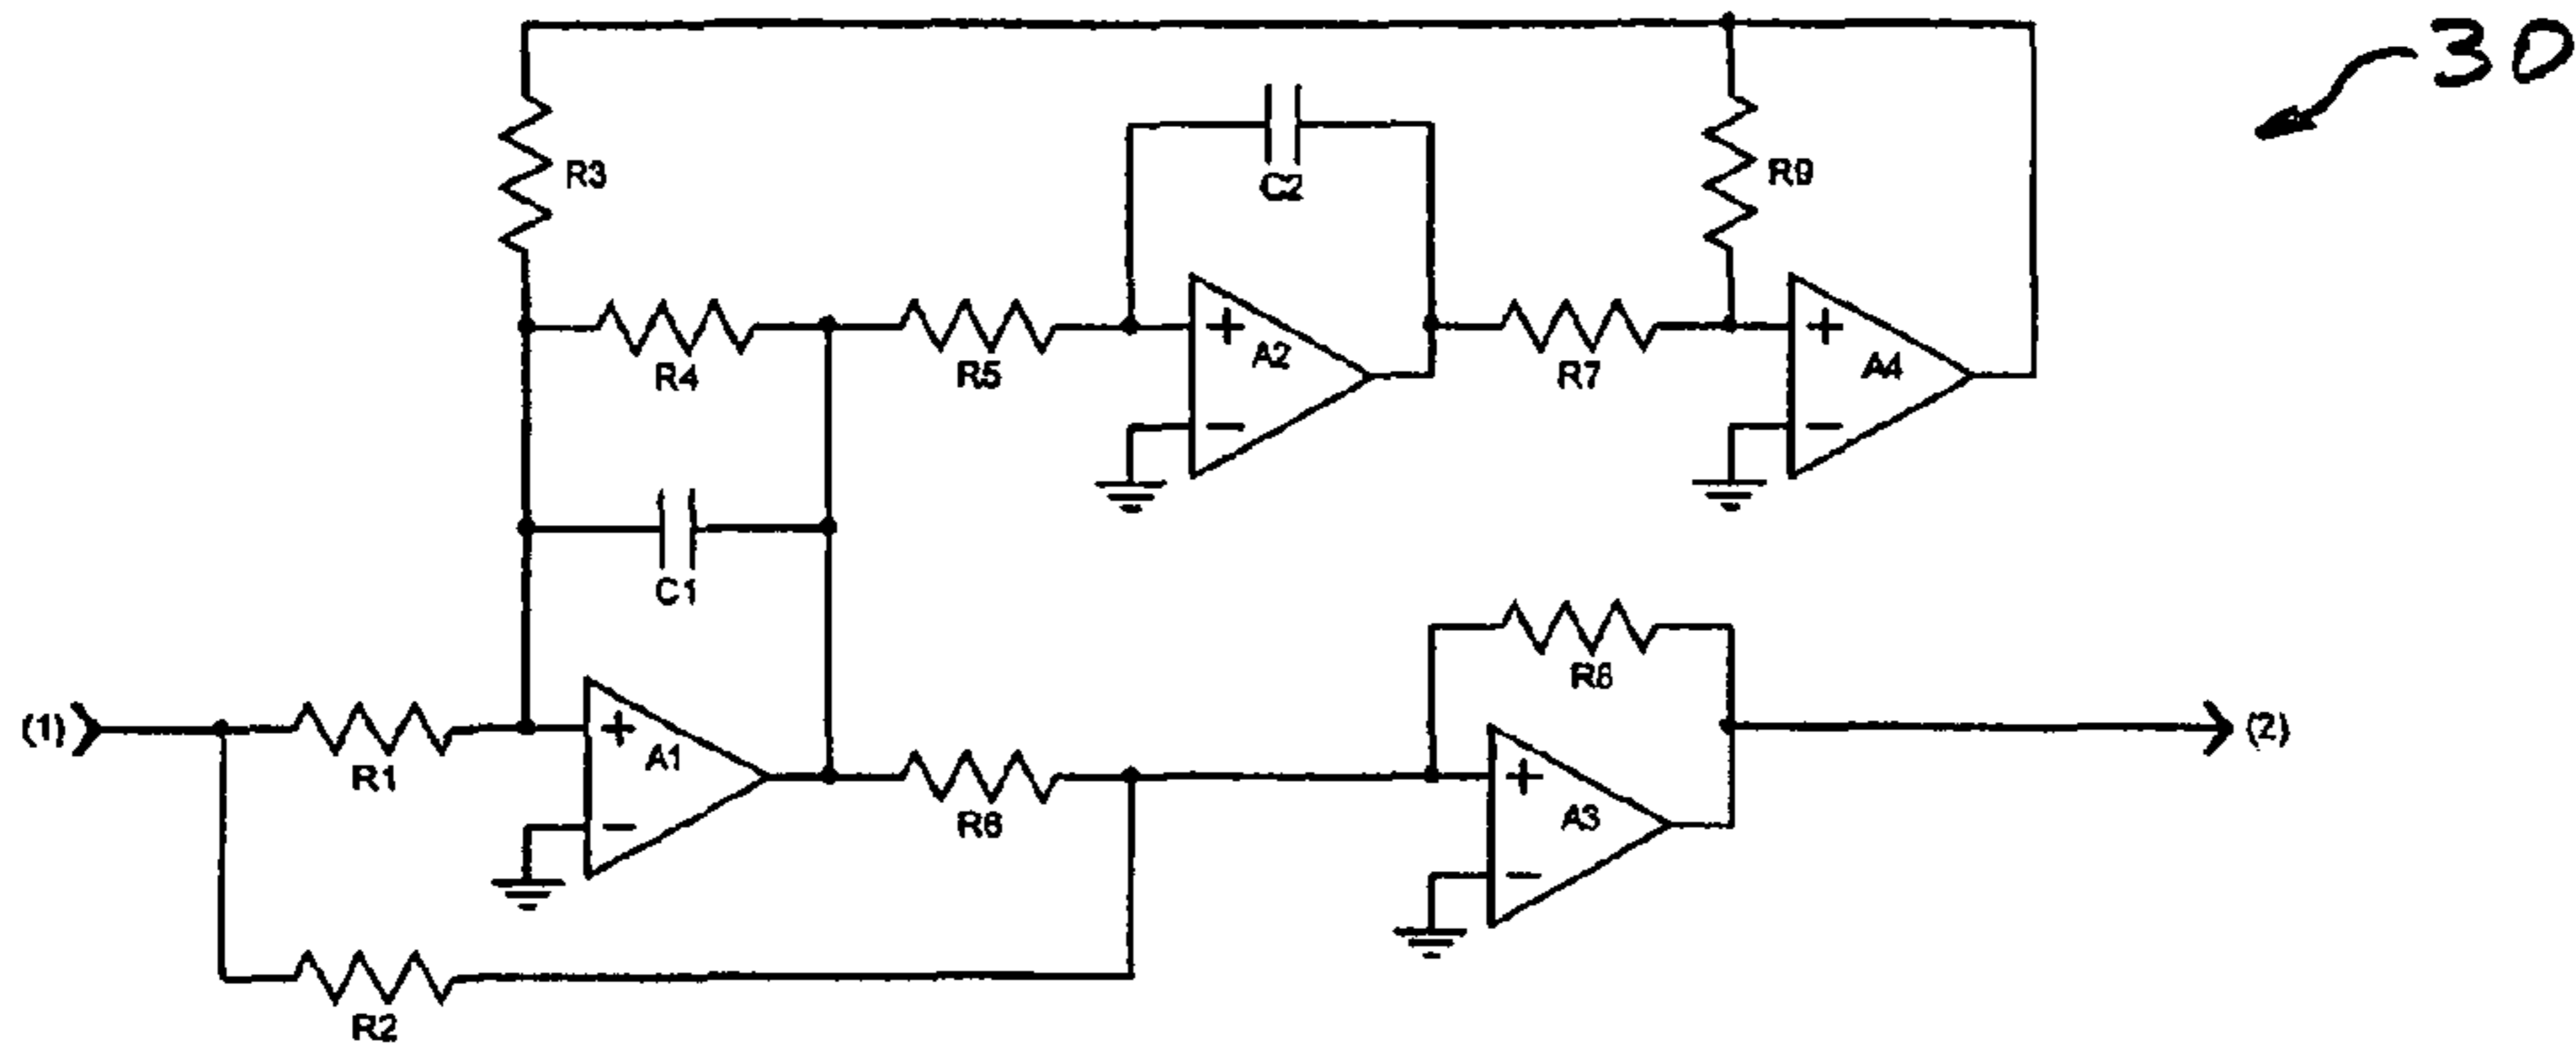 30
R3
C2
R9
+
A2
+
A4
R4
R5
R7
−
−
C1
R8
(1)
+
A1
R1
(2)
+
A3
R6
−
−
R2